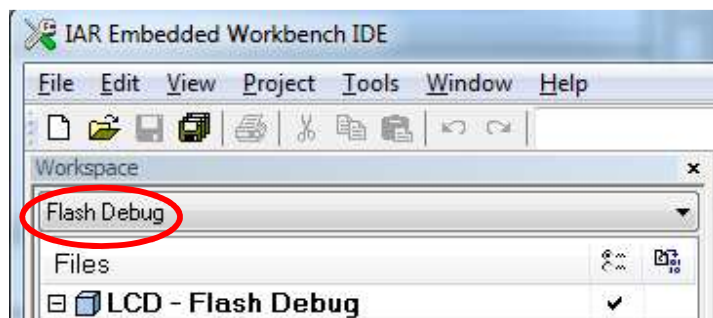 IAR Embedded Workbench IDE
File Edit View Project Tools Window Help
Workspace x
Flash Debug
Files
LCD - Flash Debug